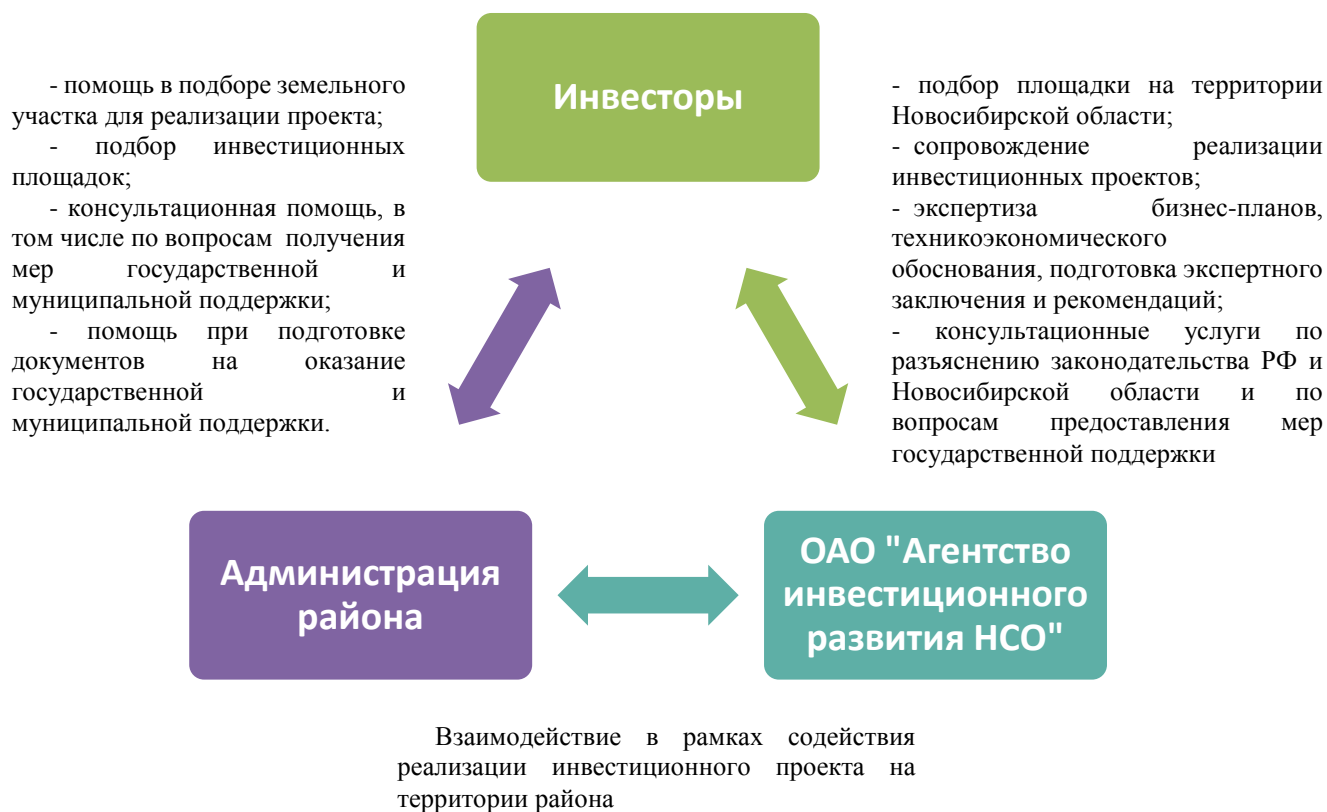 Инвесторы
- помощь в подборе земельного
участка для реализации проекта;
- подбор инвестиционных
площадок;
- консультационная помощь, в
том числе по вопросам получения
мер государственной и
муниципальной поддержки;
- помощь при подготовке
документов на оказание
государственной и
муниципальной поддержки.
- подбор площадки на территории
Новосибирской области;
- сопровождение реализации
инвестиционных проектов;
- экспертиза бизнес-планов,
техникоэкономического
обоснования, подготовка экспертного
заключения и рекомендаций;
- консультационные услуги по
разъяснению законодательства РФ и
Новосибирской области и по
вопросам предоставления мер
государственной поддержки
Администрация
района
ОАО "Агентство
инвестиционного
развития НСО"
Взаимодействие в рамках содействия
реализации инвестиционного проекта на
территории района